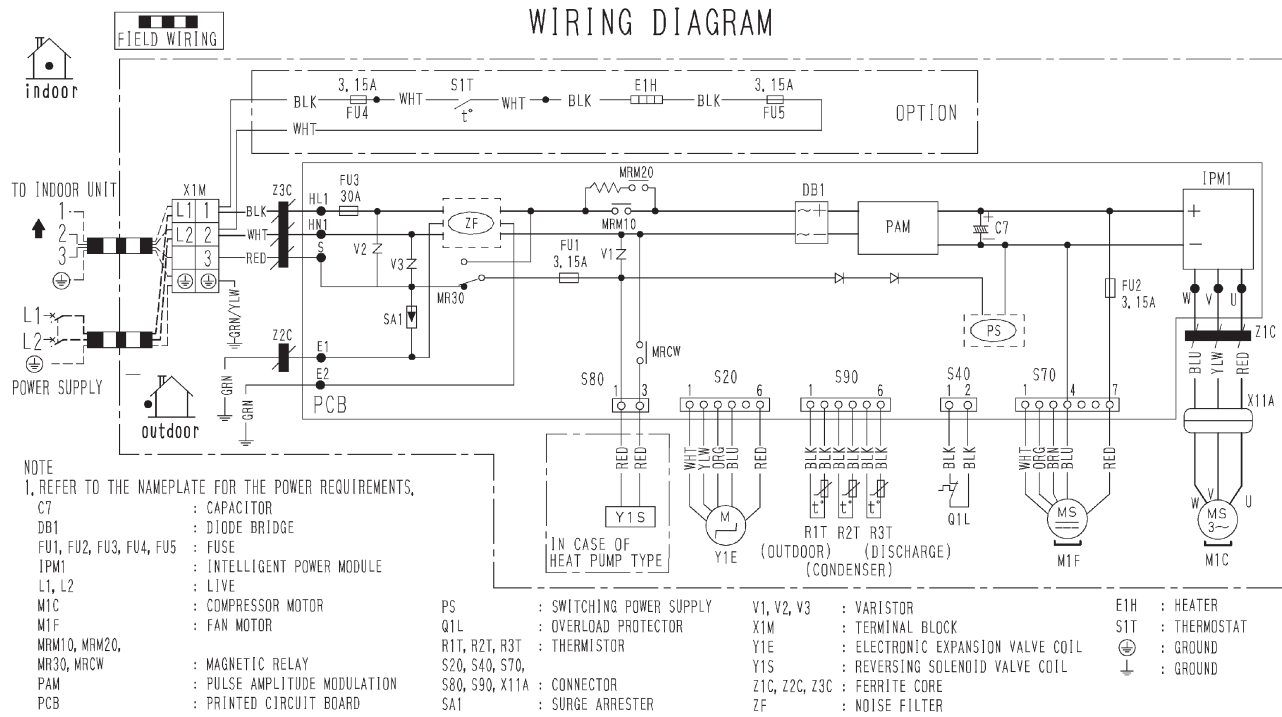 WIRING DIAGRAM
FIELD WIRING
indoor
3.15A S1T E1H 3.15A
BLK FU4 WHT t° WHT BLK BLK FU5
WHT
OPTION
TO INDOOR UNIT
1
2
3
X1M
L1 1
L2 2
3
Z3C
BLK
WHT
RED
HL1
HN1
S
FU3
30A
V2
V3
ZF
MRM20
MRM10
FU1
3.15A
V1
MR30
SA1
DB1
PAM
C7
PS
IPM1
FU2
3.15A
W V U
Z1C
BLU YLW RED
X11A
L1
L2
POWER SUPPLY
GRN/YLW
Z2C
E1
E2
GRN
GRN
PCB
outdoor
MRCW
S80 S20 S90 S40 S70
1 3 1 6 1 6 1 2 1 4 7
RED RED
WHT YLW ORG BLU RED
BLK BLK BLK BLK BLK BLK
BLK BLK
WHT ORG BRN BLU RED
Y1S
IN CASE OF
HEAT PUMP TYPE
M
Y1E
t° t° t°
R1T R2T R3T
(OUTDOOR) (DISCHARGE)
(CONDENSER)
Q1L
MS
M1F
W V U
MS
3~
M1C
NOTE
1. REFER TO THE NAMEPLATE FOR THE POWER REQUIREMENTS.
C7 : CAPACITOR
DB1 : DIODE BRIDGE
FU1, FU2, FU3, FU4, FU5 : FUSE
IPM1 : INTELLIGENT POWER MODULE
L1, L2 : LIVE
M1C : COMPRESSOR MOTOR
M1F : FAN MOTOR
MRM10, MRM20,
MR30, MRCW : MAGNETIC RELAY
PAM : PULSE AMPLITUDE MODULATION
PCB : PRINTED CIRCUIT BOARD
PS : SWITCHING POWER SUPPLY
Q1L : OVERLOAD PROTECTOR
R1T, R2T, R3T : THERMISTOR
S20, S40, S70,
S80, S90, X11A : CONNECTOR
SA1 : SURGE ARRESTER
V1, V2, V3 : VARISTOR
X1M : TERMINAL BLOCK
Y1E : ELECTRONIC EXPANSION VALVE COIL
Y1S : REVERSING SOLENOID VALVE COIL
Z1C, Z2C, Z3C : FERRITE CORE
ZF : NOISE FILTER
E1H : HEATER
S1T : THERMOSTAT
: GROUND
: GROUND